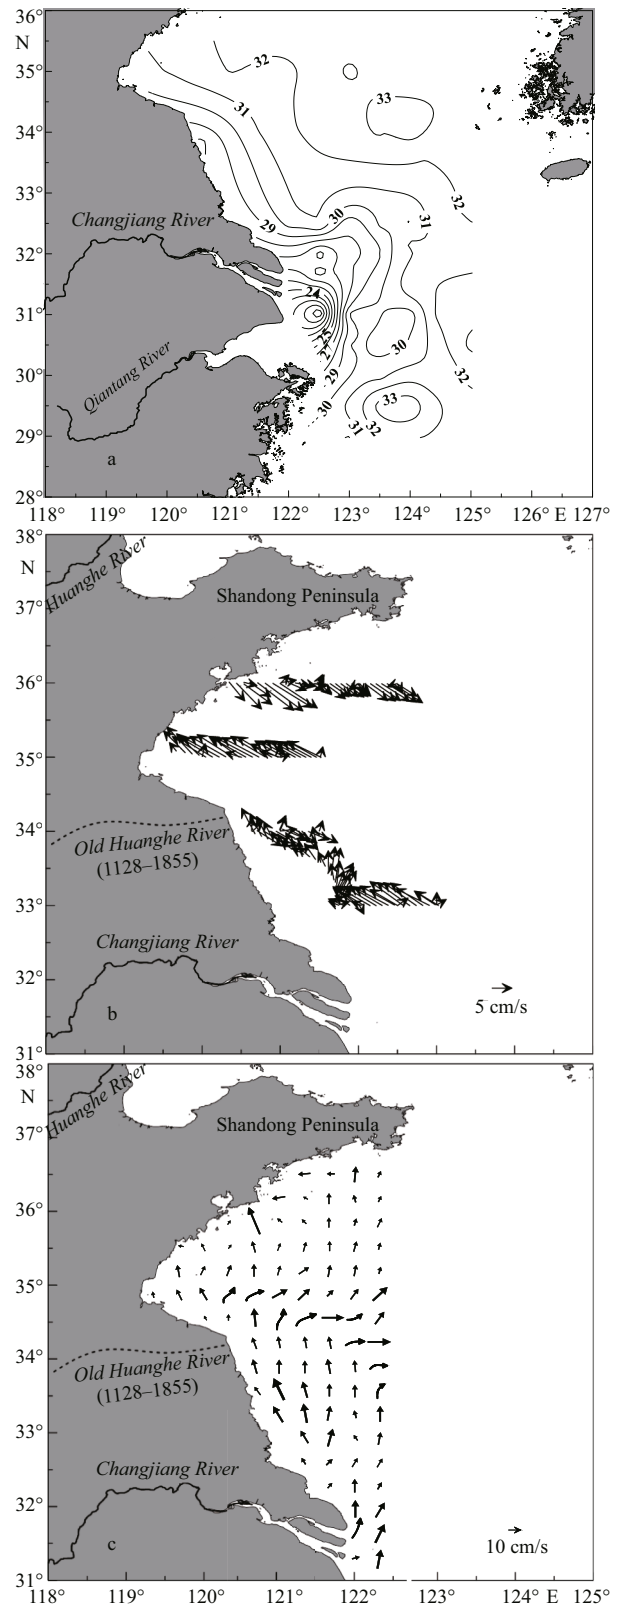 36°
N
35°
34°
33°
32°
31°
30°
29°
28°
32
33
31
32
31
30
29
24
25
30
29
32
30
33
31
32
Changjiang River
Qiantang River
a
118° 119° 120° 121° 122° 123° 124° 125° 126° E 127°
38°
N
37°
36°
35°
34°
33°
32°
31°
Huanghe River
Shandong Peninsula
Old Huanghe River
(1128–1855)
Changjiang River
b
5 cm/s
38°
N
37°
36°
35°
34°
33°
32°
31°
Huanghe River
Shandong Peninsula
Old Huanghe River
(1128–1855)
Changjiang River
c
10 cm/s
118° 119° 120° 121° 122° 123° 124° E 125°